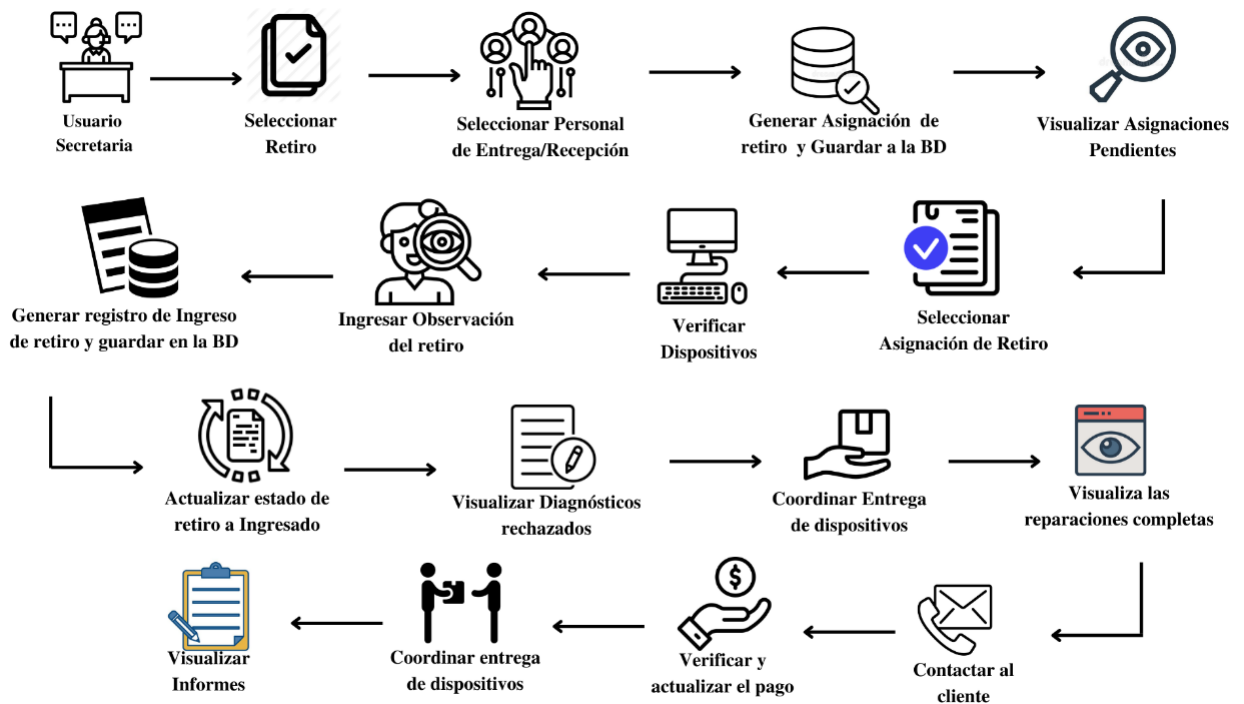 Usuario
Secretaria
Seleccionar
Retiro
Seleccionar Personal
de Entrega/Recepción
Generar Asignación de
retiro y Guardar a la BD
Visualizar Asignaciones
Pendientes
Generar registro de Ingreso
de retiro y guardar en la BD
Ingresar Observación
del retiro
Verificar
Dispositivos
Seleccionar
Asignación de Retiro
Actualizar estado de
retiro a Ingresado
Visualizar Diagnósticos
rechazados
Coordinar Entrega
de dispositivos
Visualiza las
reparaciones completas
$
Visualizar
Informes
Coordinar entrega
de dispositivos
Verificar y
actualizar el pago
Contactar al
cliente